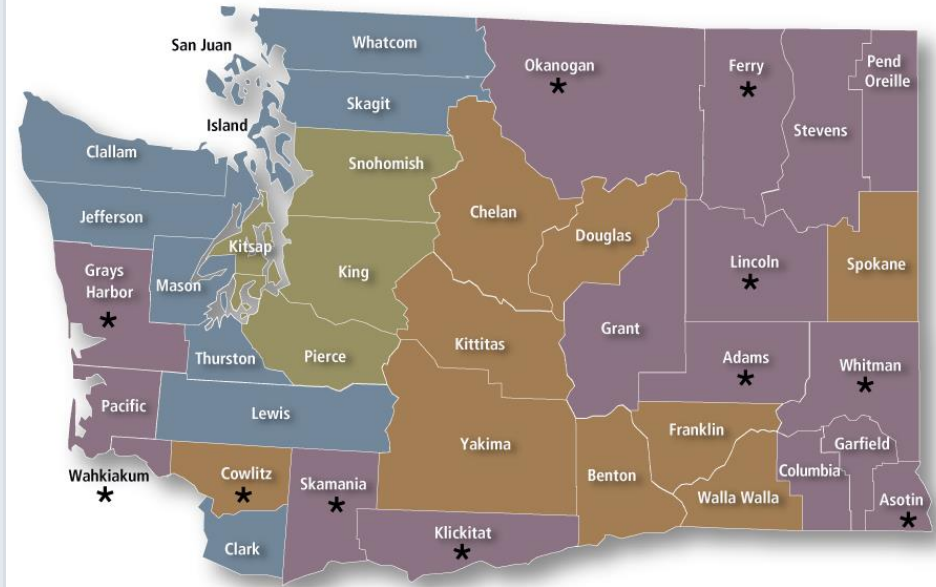 Whatcom
San Juan
Okanogan
*
Ferry
*
Pend
Oreille
Skagit
Island
Stevens
Clallam
Snohomish
Jefferson
Chelan
Douglas
Kitsap
King
Grays
Harbor
*
Mason
Lincoln
*
Spokane
Grant
Kittitas
Thurston
Pierce
Adams
*
Whitman
*
Pacific
Lewis
Yakima
Franklin
Garfield
Wahkiakum
*
Cowlitz
*
Skamania
*
Benton
Columbia
Walla Walla
Asotin
*
Klickitat
*
Clark